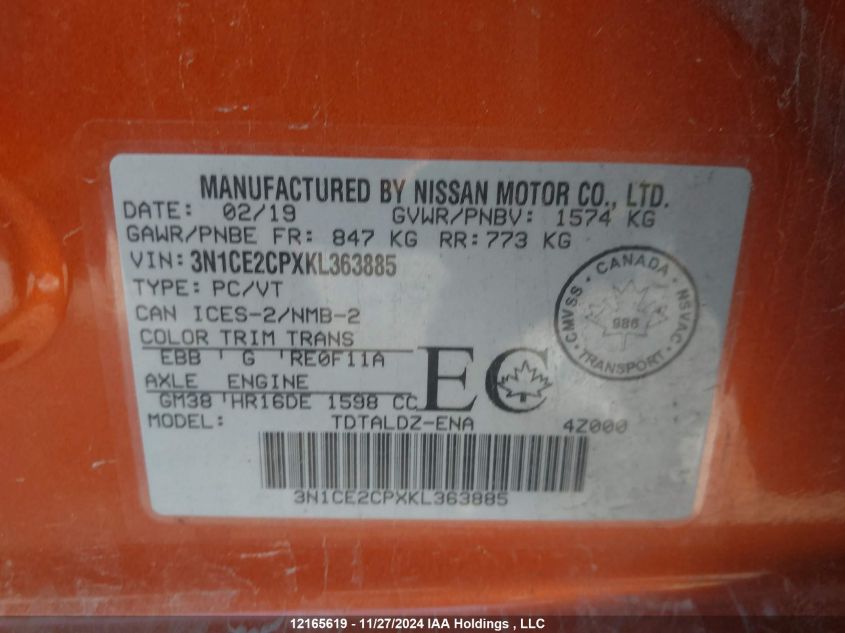 MANUFACTURED BY NISSAN MOTOR CO., LTD.
DATE: 02/19 GVWR/PNBV: 1574 KG
GAWR/PNBE FR: 847 KG RR: 773 KG
VIN: 3N1CE2CPXKL363885
TYPE: PC/VT
CAN ICES-2/NMB-2
COLOR TRIM TRANS
EBB G RE0F11A
AXLE ENGINE
GM38 HR16DE 1598 CC
EC
CANADA
CMVSS NSVAC
986
TRANSPORT
MODEL: TDTALDZ-ENA 4Z000
3N1CE2CPXKL363885
12165619 - 11/27/2024 IAA Holdings , LLC